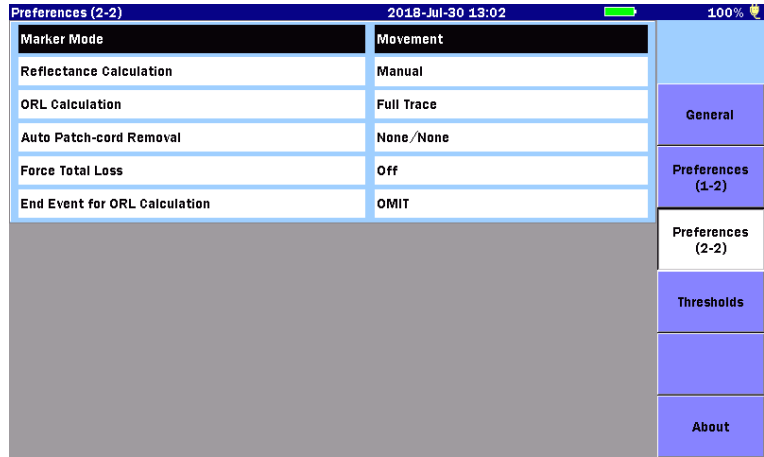 Preferences (2-2) 2018-Jul-30 13:02 100%
Marker Mode Movement
Reflectance Calculation Manual
ORL Calculation Full Trace
Auto Patch-cord Removal None/None
Force Total Loss Off
End Event for ORL Calculation OMIT
General
Preferences
(1-2)
Preferences
(2-2)
Thresholds
About